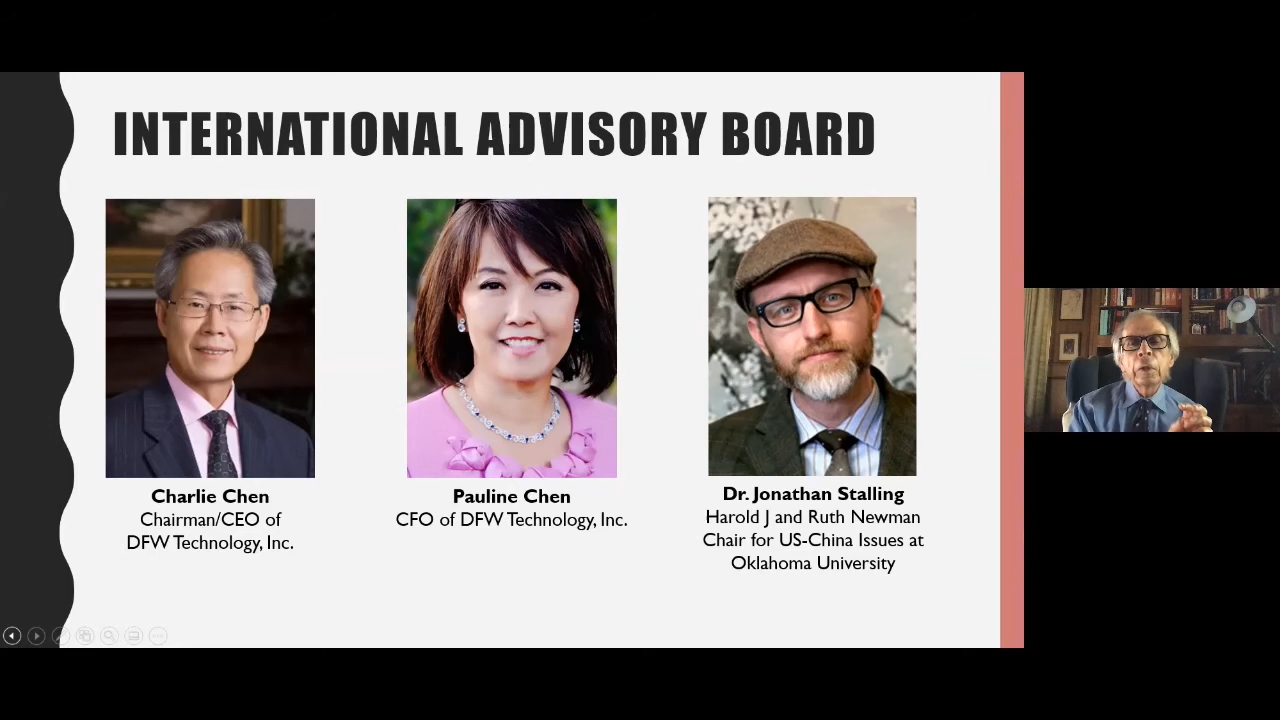 INTERNATIONAL ADVISORY BOARD
Charlie Chen
Chairman/CEO of
DFW Technology, Inc.
Pauline Chen
CFO of DFW Technology, Inc.
Dr. Jonathan Stalling
Harold J and Ruth Newman
Chair for US-China Issues at
Oklahoma University